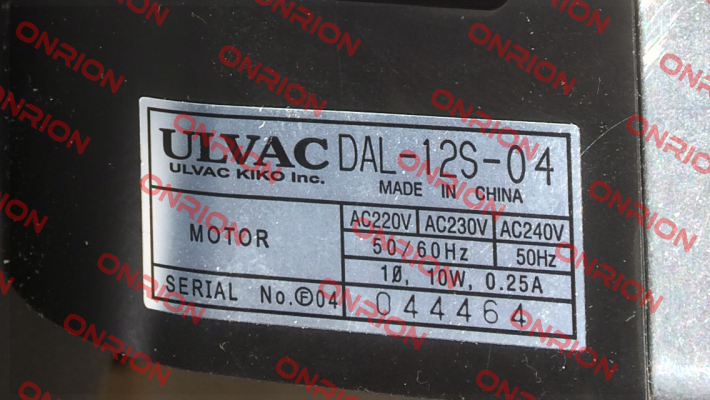 ULVAC DAL-12S-04
ULVAC KIKO Inc.
MADE IN CHINA
MOTOR
AC220V AC230V AC240V
50/60Hz 50Hz
1Ø, 10W, 0.25A
SERIAL No. Ⓕ04 044464
ONRION